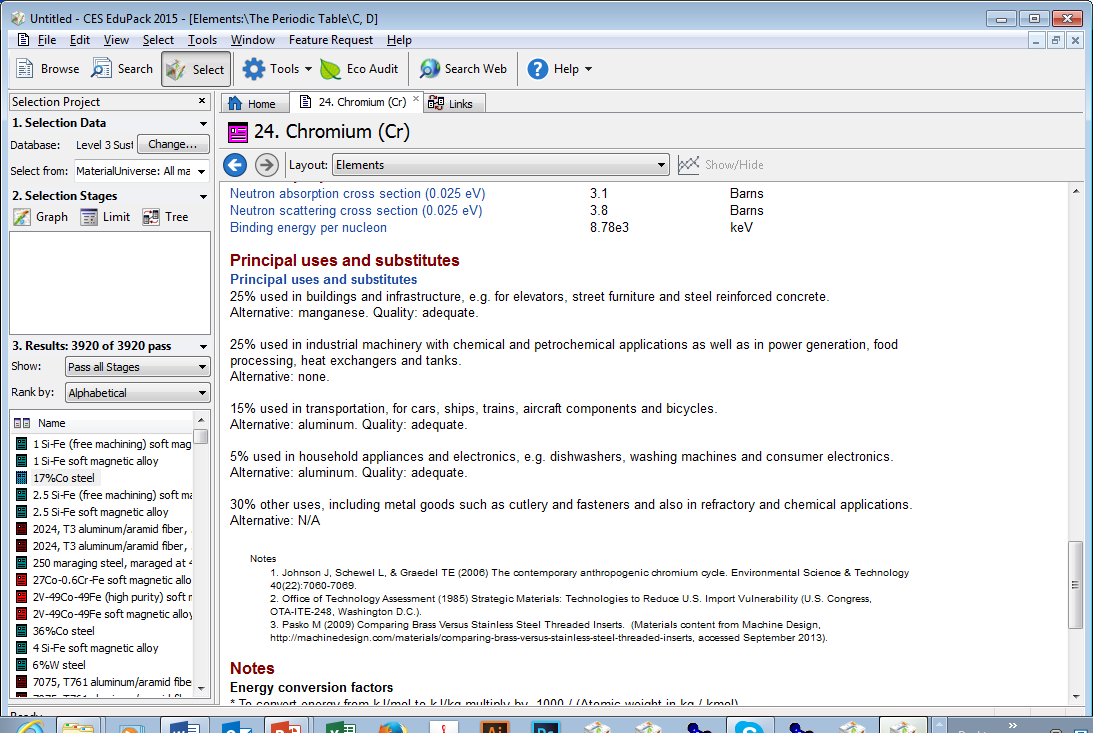 Untitled - CES EduPack 2015 - [Elements:\The Periodic Table\C, D]
File Edit View Select Tools Window Feature Request Help
Browse Search Select Tools Eco Audit Search Web Help
Selection Project
1. Selection Data
Database: Level 3 Sust Change...
Select from: MaterialUniverse: All ma
2. Selection Stages
Graph Limit Tree
3. Results: 3920 of 3920 pass
Show: Pass all Stages
Rank by: Alphabetical
Name
1 Si-Fe (free machining) soft mag
1 Si-Fe soft magnetic alloy
17%Co steel
2.5 Si-Fe (free machining) soft ma
2.5 Si-Fe soft magnetic alloy
2024, T3 aluminum/aramid fiber,
2024, T3 aluminum/aramid fiber,
250 maraging steel, maraged at 4
27Co-0.6Cr-Fe soft magnetic allo
2V-49Co-49Fe (high purity) soft r
2V-49Co-49Fe soft magnetic alloy
36%Co steel
4 Si-Fe soft magnetic alloy
6%W steel
7075, T761 aluminum/aramid fibe
Home 24. Chromium (Cr) Links
24. Chromium (Cr)
Layout: Elements Show/Hide
Neutron absorption cross section (0.025 eV) 3.1 Barns
Neutron scattering cross section (0.025 eV) 3.8 Barns
Binding energy per nucleon 8.78e3 keV
Principal uses and substitutes
Principal uses and substitutes
25% used in buildings and infrastructure, e.g. for elevators, street furniture and steel reinforced concrete.
Alternative: manganese. Quality: adequate.
25% used in industrial machinery with chemical and petrochemical applications as well as in power generation, food
processing, heat exchangers and tanks.
Alternative: none.
15% used in transportation, for cars, ships, trains, aircraft components and bicycles.
Alternative: aluminum. Quality: adequate.
5% used in household appliances and electronics, e.g. dishwashers, washing machines and consumer electronics.
Alternative: aluminum. Quality: adequate.
30% other uses, including metal goods such as cutlery and fasteners and also in refractory and chemical applications.
Alternative: N/A
Notes
1. Johnson J, Schewel L, & Graedel TE (2006) The contemporary anthropogenic chromium cycle. Environmental Science & Technology
40(22):7060-7069.
2. Office of Technology Assessment (1985) Strategic Materials: Technologies to Reduce U.S. Import Vulnerability (U.S. Congress,
OTA-ITE-248, Washington D.C.).
3. Pasko M (2009) Comparing Brass Versus Stainless Steel Threaded Inserts. (Materials content from Machine Design,
http://machinedesign.com/materials/comparing-brass-versus-stainless-steel-threaded-inserts, accessed September 2013).
Notes
Energy conversion factors
* To convert energy from kJ/mol to kJ/kg multiply by 1000 / (Atomic weight in kg / kmol)